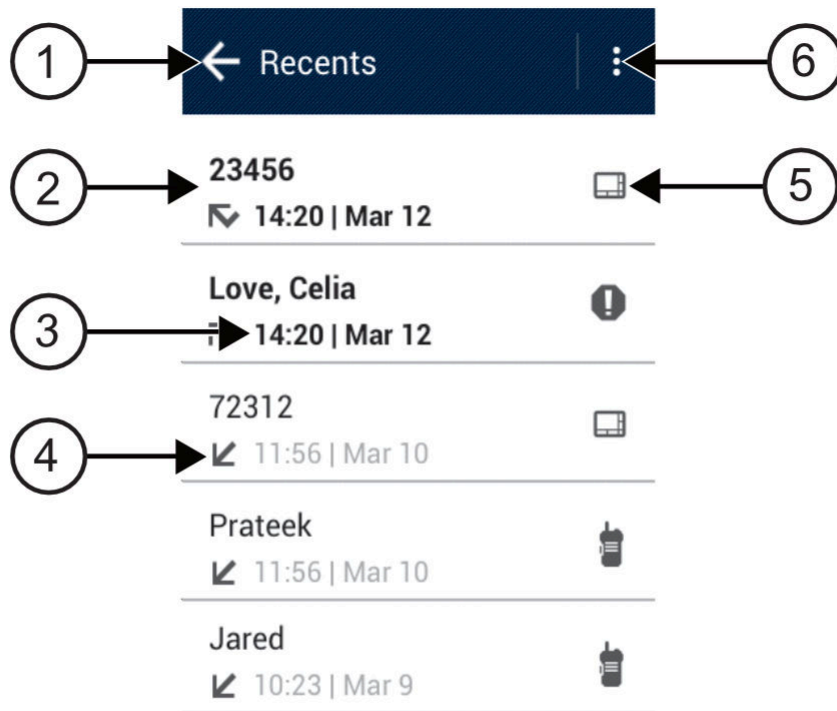 1
Recents
6
23456
2
14:20 | Mar 12
5
Love, Celia
3
14:20 | Mar 12
72312
4
11:56 | Mar 10
Prateek
11:56 | Mar 10
Jared
10:23 | Mar 9